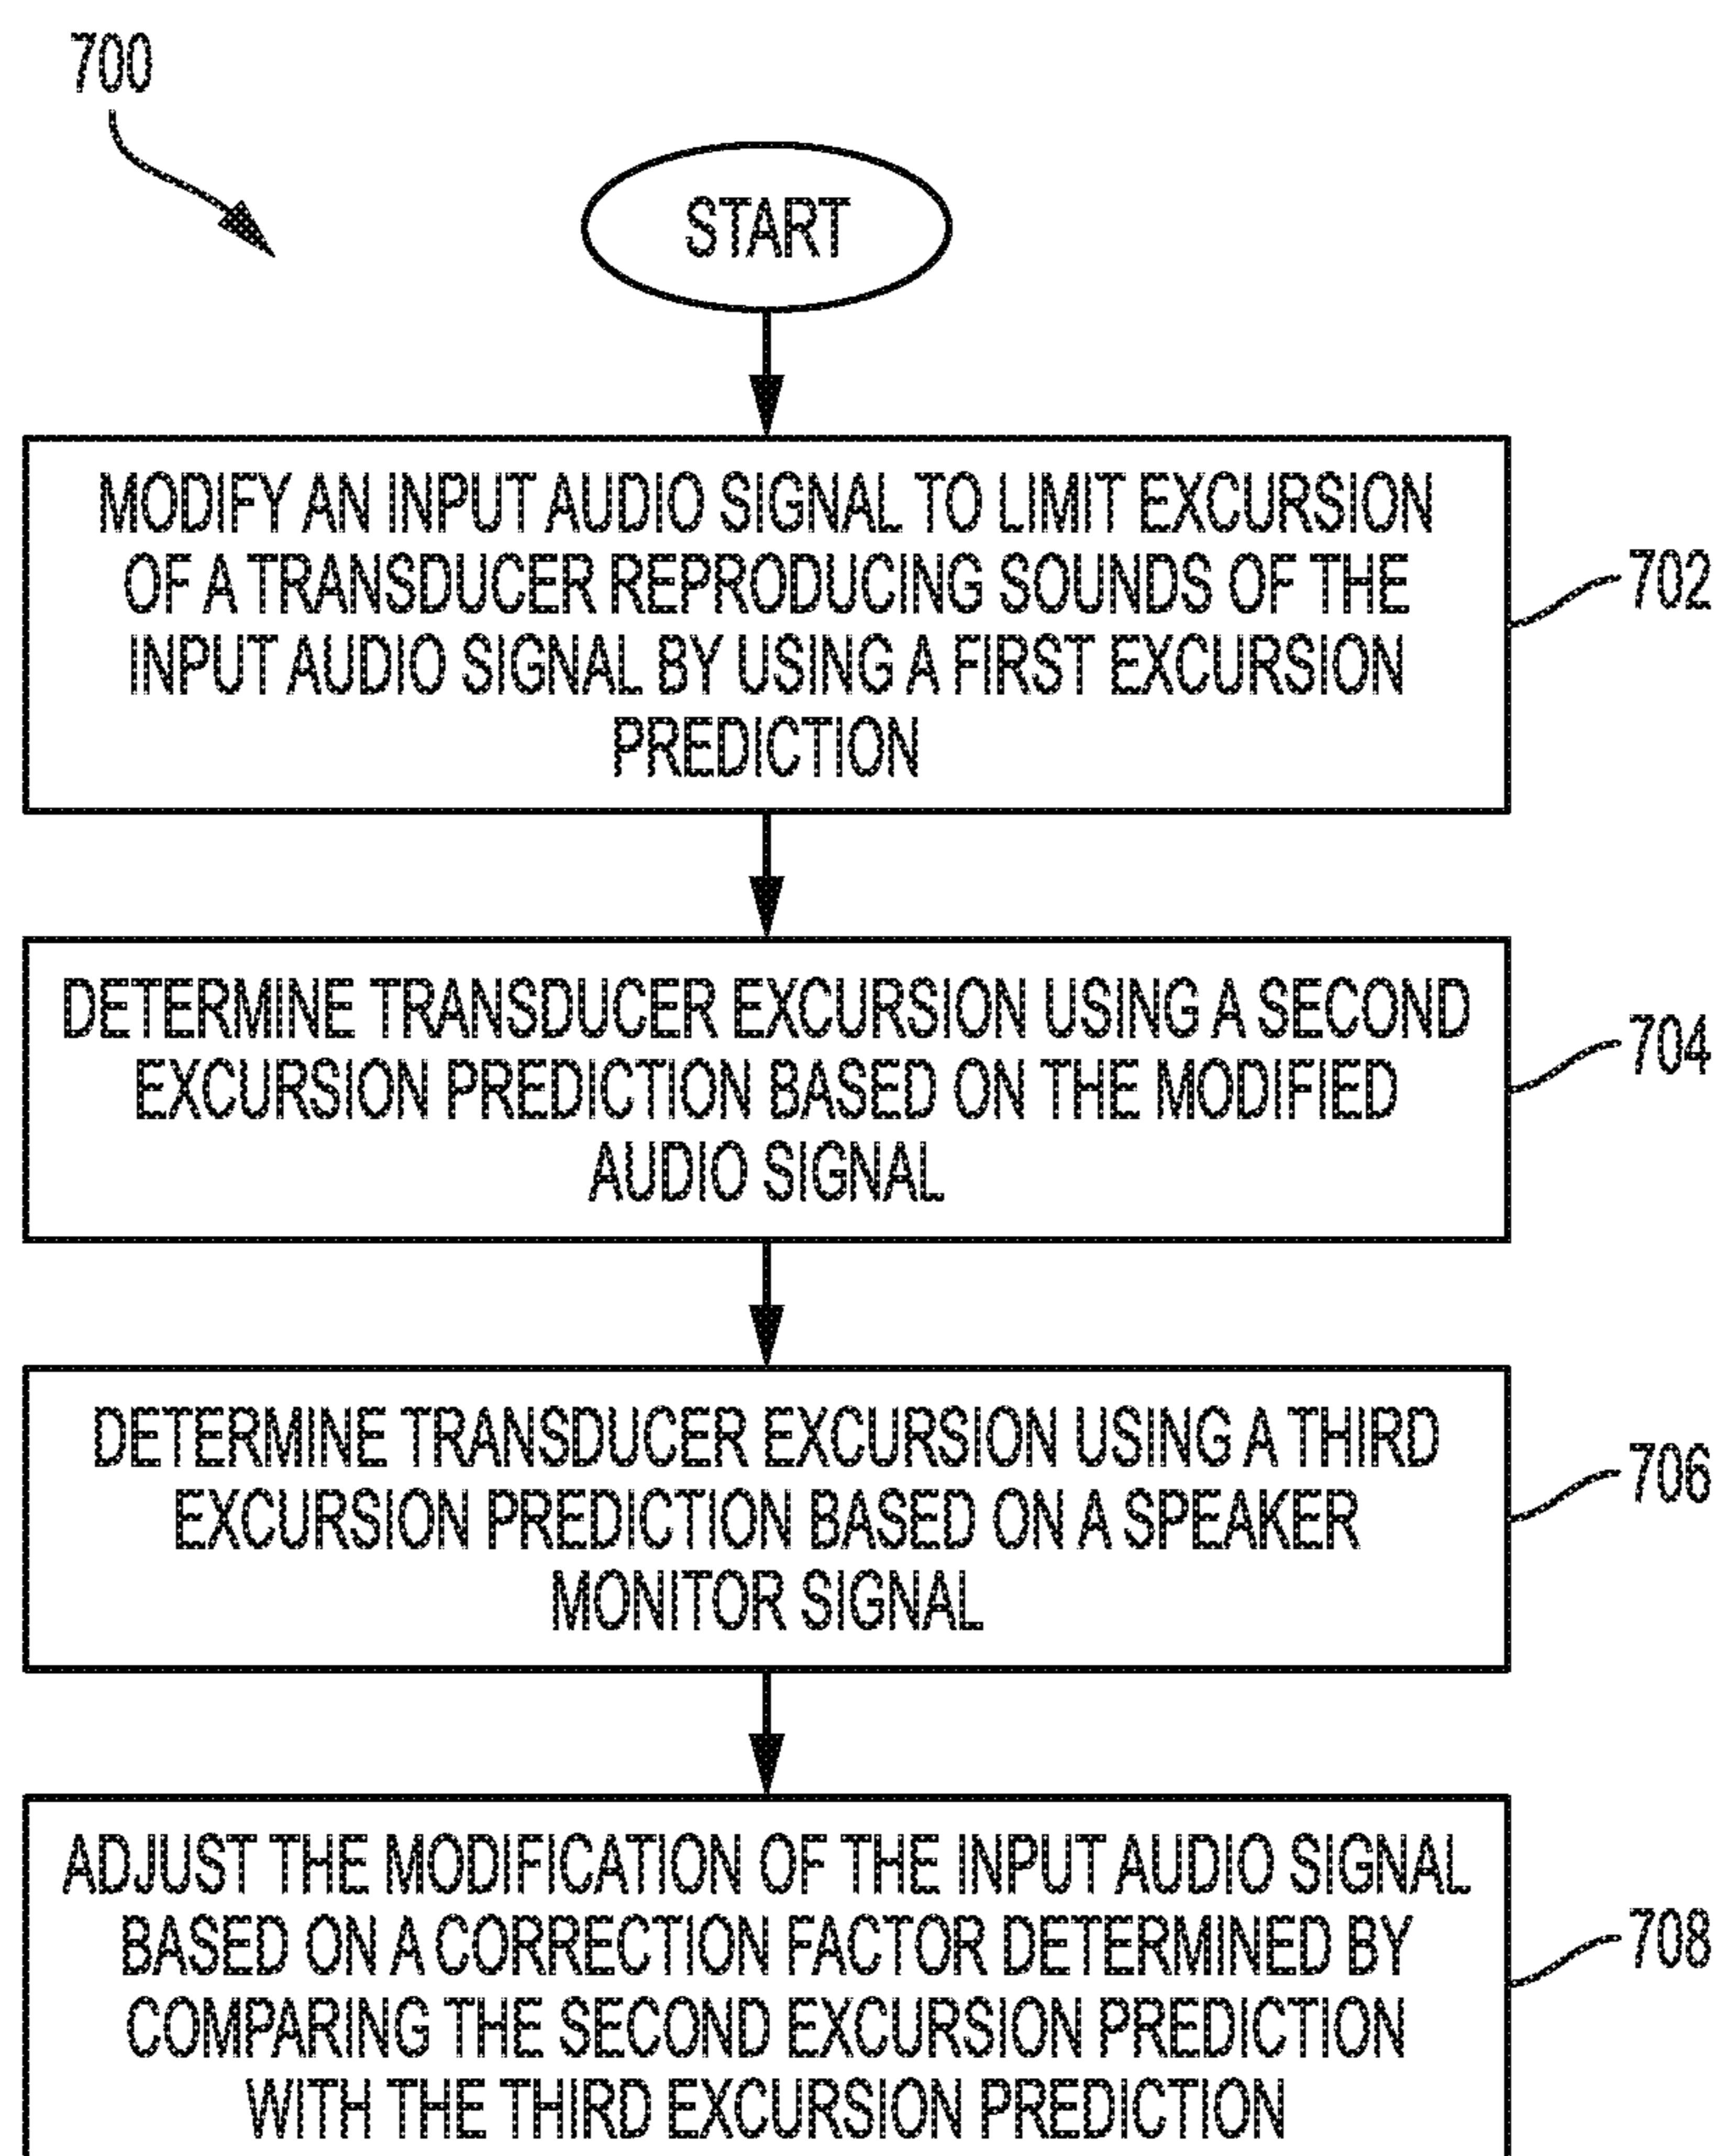 700
START
MODIFY AN INPUT AUDIO SIGNAL TO LIMIT EXCURSION
OF A TRANSDUCER REPRODUCING SOUNDS OF THE
INPUT AUDIO SIGNAL BY USING A FIRST EXCURSION
PREDICTION
702
DETERMINE TRANSDUCER EXCURSION USING A SECOND
EXCURSION PREDICTION BASED ON THE MODIFIED
AUDIO SIGNAL
704
DETERMINE TRANSDUCER EXCURSION USING A THIRD
EXCURSION PREDICTION BASED ON A SPEAKER
MONITOR SIGNAL
706
ADJUST THE MODIFICATION OF THE INPUT AUDIO SIGNAL
BASED ON A CORRECTION FACTOR DETERMINED BY
COMPARING THE SECOND EXCURSION PREDICTION
WITH THE THIRD EXCURSION PREDICTION
708